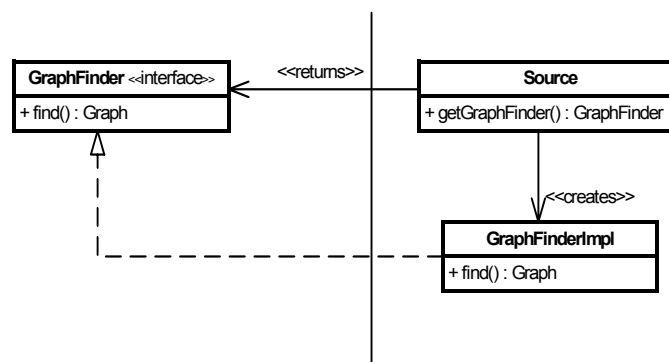 GraphFinder <<interface>>
+ find() : Graph
<<returns>>
Source
+ getGraphFinder() : GraphFinder
<<creates>>
GraphFinderImpl
+ find() : Graph